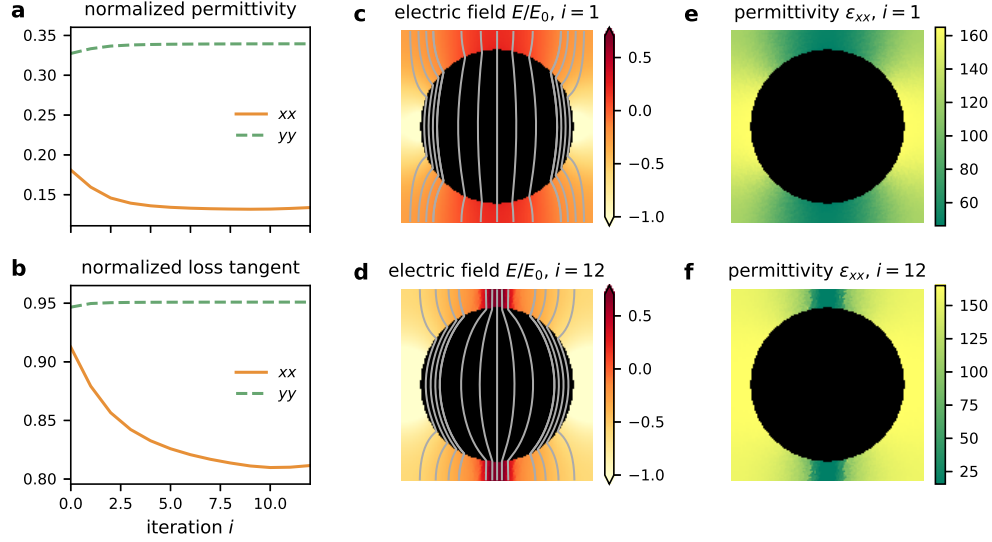 a
normalized permittivity
0.35
0.30
0.25
0.20
0.15
xx
yy
b
normalized loss tangent
0.95
0.90
0.85
0.80
xx
yy
0.0 2.5 5.0 7.5 10.0
iteration i
c
electric field E/E₀, i = 1
0.5
0.0
−0.5
−1.0
d
electric field E/E₀, i = 12
0.5
0.0
−0.5
−1.0
e
permittivity εₓₓ, i = 1
160
140
120
100
80
60
f
permittivity εₓₓ, i = 12
150
125
100
75
50
25